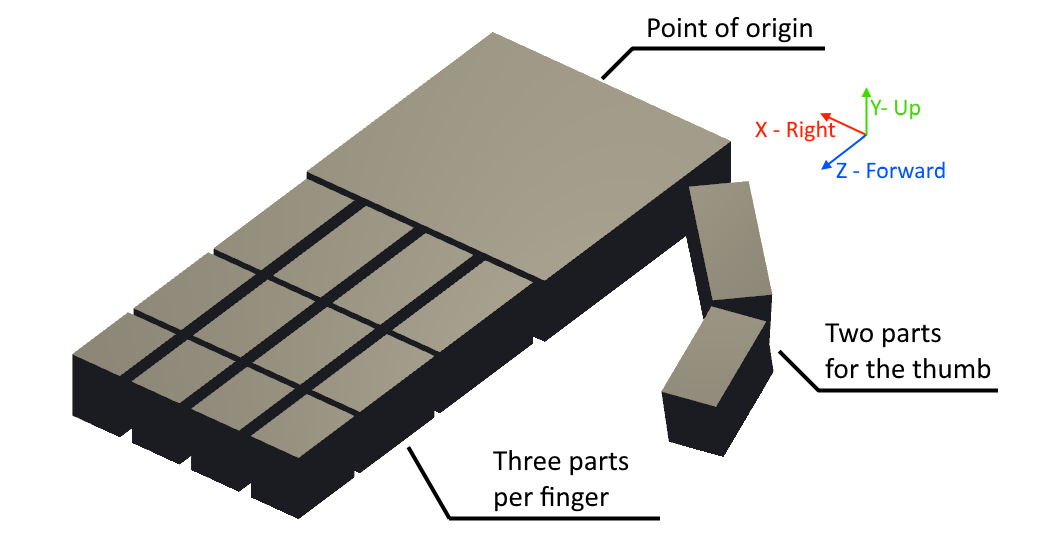 Point of origin
Y- Up
X - Right
Z - Forward
Two parts
for the thumb
Three parts
per finger